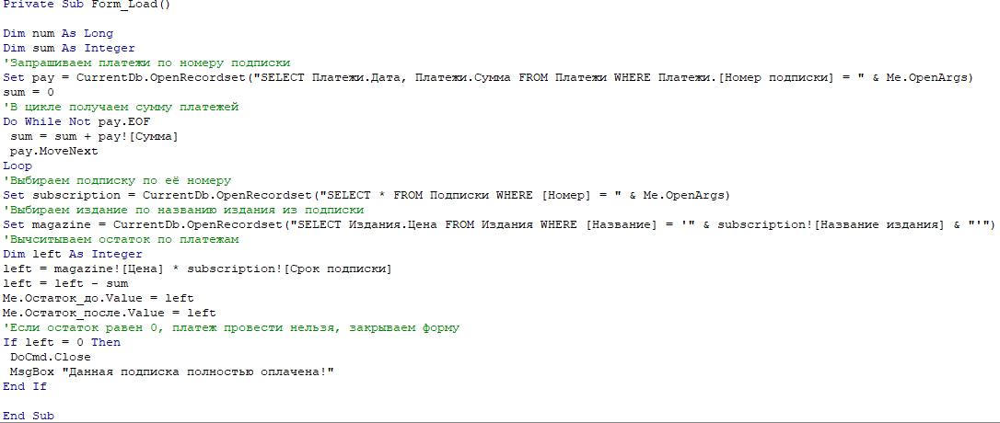 Private Sub Form_Load()
Dim num As Long
Dim sum As Integer
'Запрашиваем платежи по номеру подписки
Set pay = CurrentDb.OpenRecordset("SELECT Платежи.Дата, Платежи.Сумма FROM Платежи WHERE Платежи.[Номер подписки] = " & Me.OpenArgs)
sum = 0
'В цикле получаем сумму платежей
Do While Not pay.EOF
sum = sum + pay![Сумма]
pay.MoveNext
Loop
'Выбираем подписку по её номеру
Set subscription = CurrentDb.OpenRecordset("SELECT * FROM Подписки WHERE [Номер] = " & Me.OpenArgs)
'Выбираем издание по названию издания из подписки
Set magazine = CurrentDb.OpenRecordset("SELECT Издания.Цена FROM Издания WHERE [Название] = '" & subscription![Название издания] & "'")
'Вычситываем остаток по платежам
Dim left As Integer
left = magazine![Цена] * subscription![Срок подписки]
left = left - sum
Me.Остаток_до.Value = left
Me.Остаток_после.Value = left
'Если остаток равен 0, платеж провести нельзя, закрываем форму
If left = 0 Then
DoCmd.Close
MsgBox "Данная подписка полностью оплачена!"
End If
End Sub